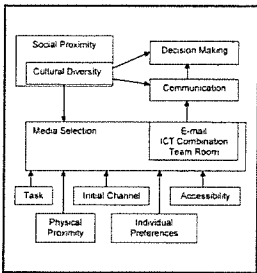 Social Proximity
Cultural Diversity
Decision Making
Communication
Media Selection
E-mail
ICT Combination
Team Room
Task
Initial Channel
Accessibility
Physical
Proximity
Individual
Preferences